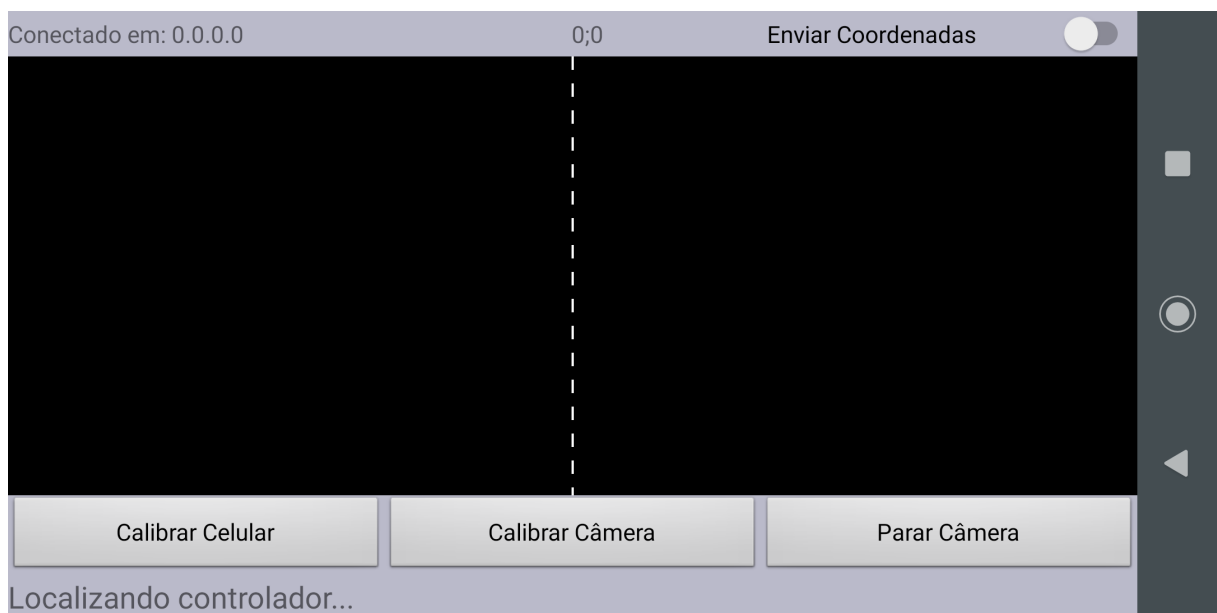 Conectado em: 0.0.0.0 0;0 Enviar Coordenadas
Calibrar Celular Calibrar Câmera Parar Câmera
Localizando controlador...